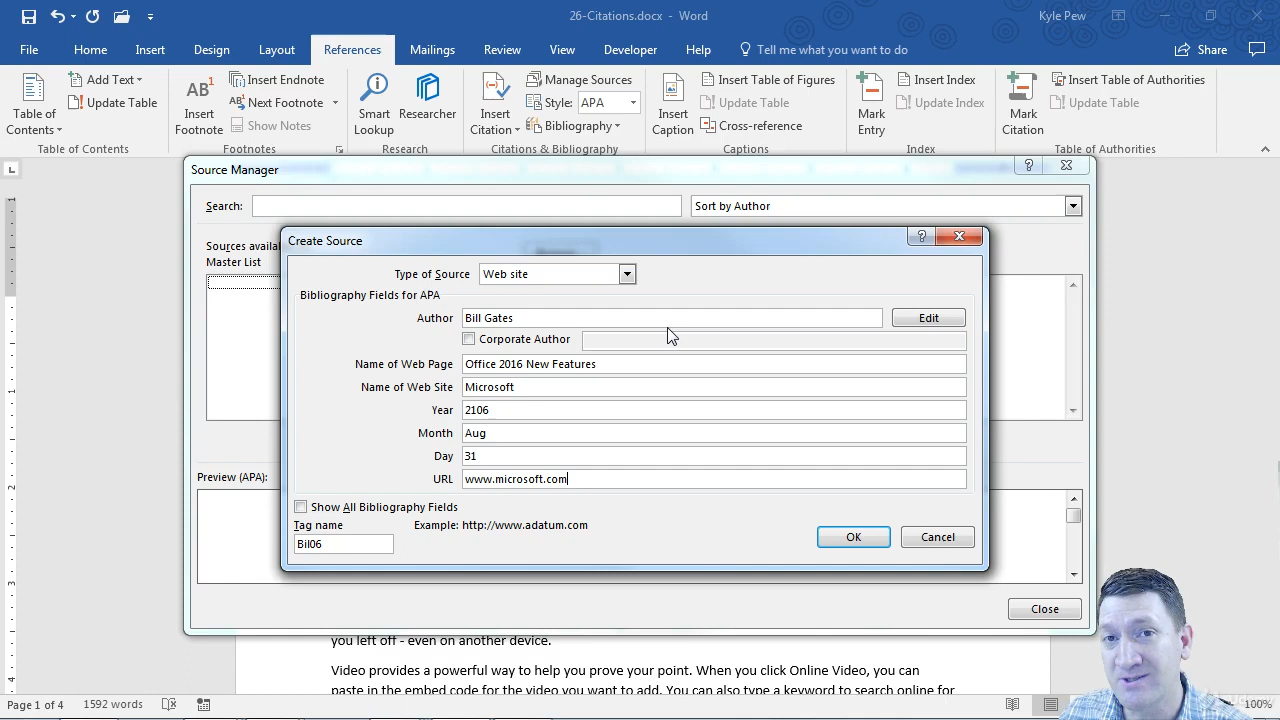 26-Citations.docx - Word
Kyle Pew
File Home Insert Design Layout References Mailings Review View Developer Help Tell me what you want to do Share
Table of Contents
Add Text
Update Table
Table of Contents
AB1
Insert Footnote
Insert Endnote
Next Footnote
Show Notes
Footnotes
Smart Lookup
Researcher
Research
Insert Citation
Manage Sources
Style: APA
Bibliography
Citations & Bibliography
Insert Caption
Insert Table of Figures
Update Table
Cross-reference
Captions
Mark Entry
Insert Index
Update Index
Index
Mark Citation
Insert Table of Authorities
Update Table
Table of Authorities
Source Manager
Search:
Sort by Author
Sources availa
Master List
Create Source
Type of Source Web site
Bibliography Fields for APA
Author Bill Gates Edit
Corporate Author
Name of Web Page Office 2016 New Features
Name of Web Site Microsoft
Year 2106
Month Aug
Day 31
URL www.microsoft.com
Show All Bibliography Fields
Tag name Example: http://www.adatum.com
Bil06
OK Cancel
Preview (APA):
Close
you left off - even on another device.
Video provides a powerful way to help you prove your point. When you click Online Video, you can
paste in the embed code for the video you want to add. You can also type a keyword to search online for
Page 1 of 4 1592 words 100%